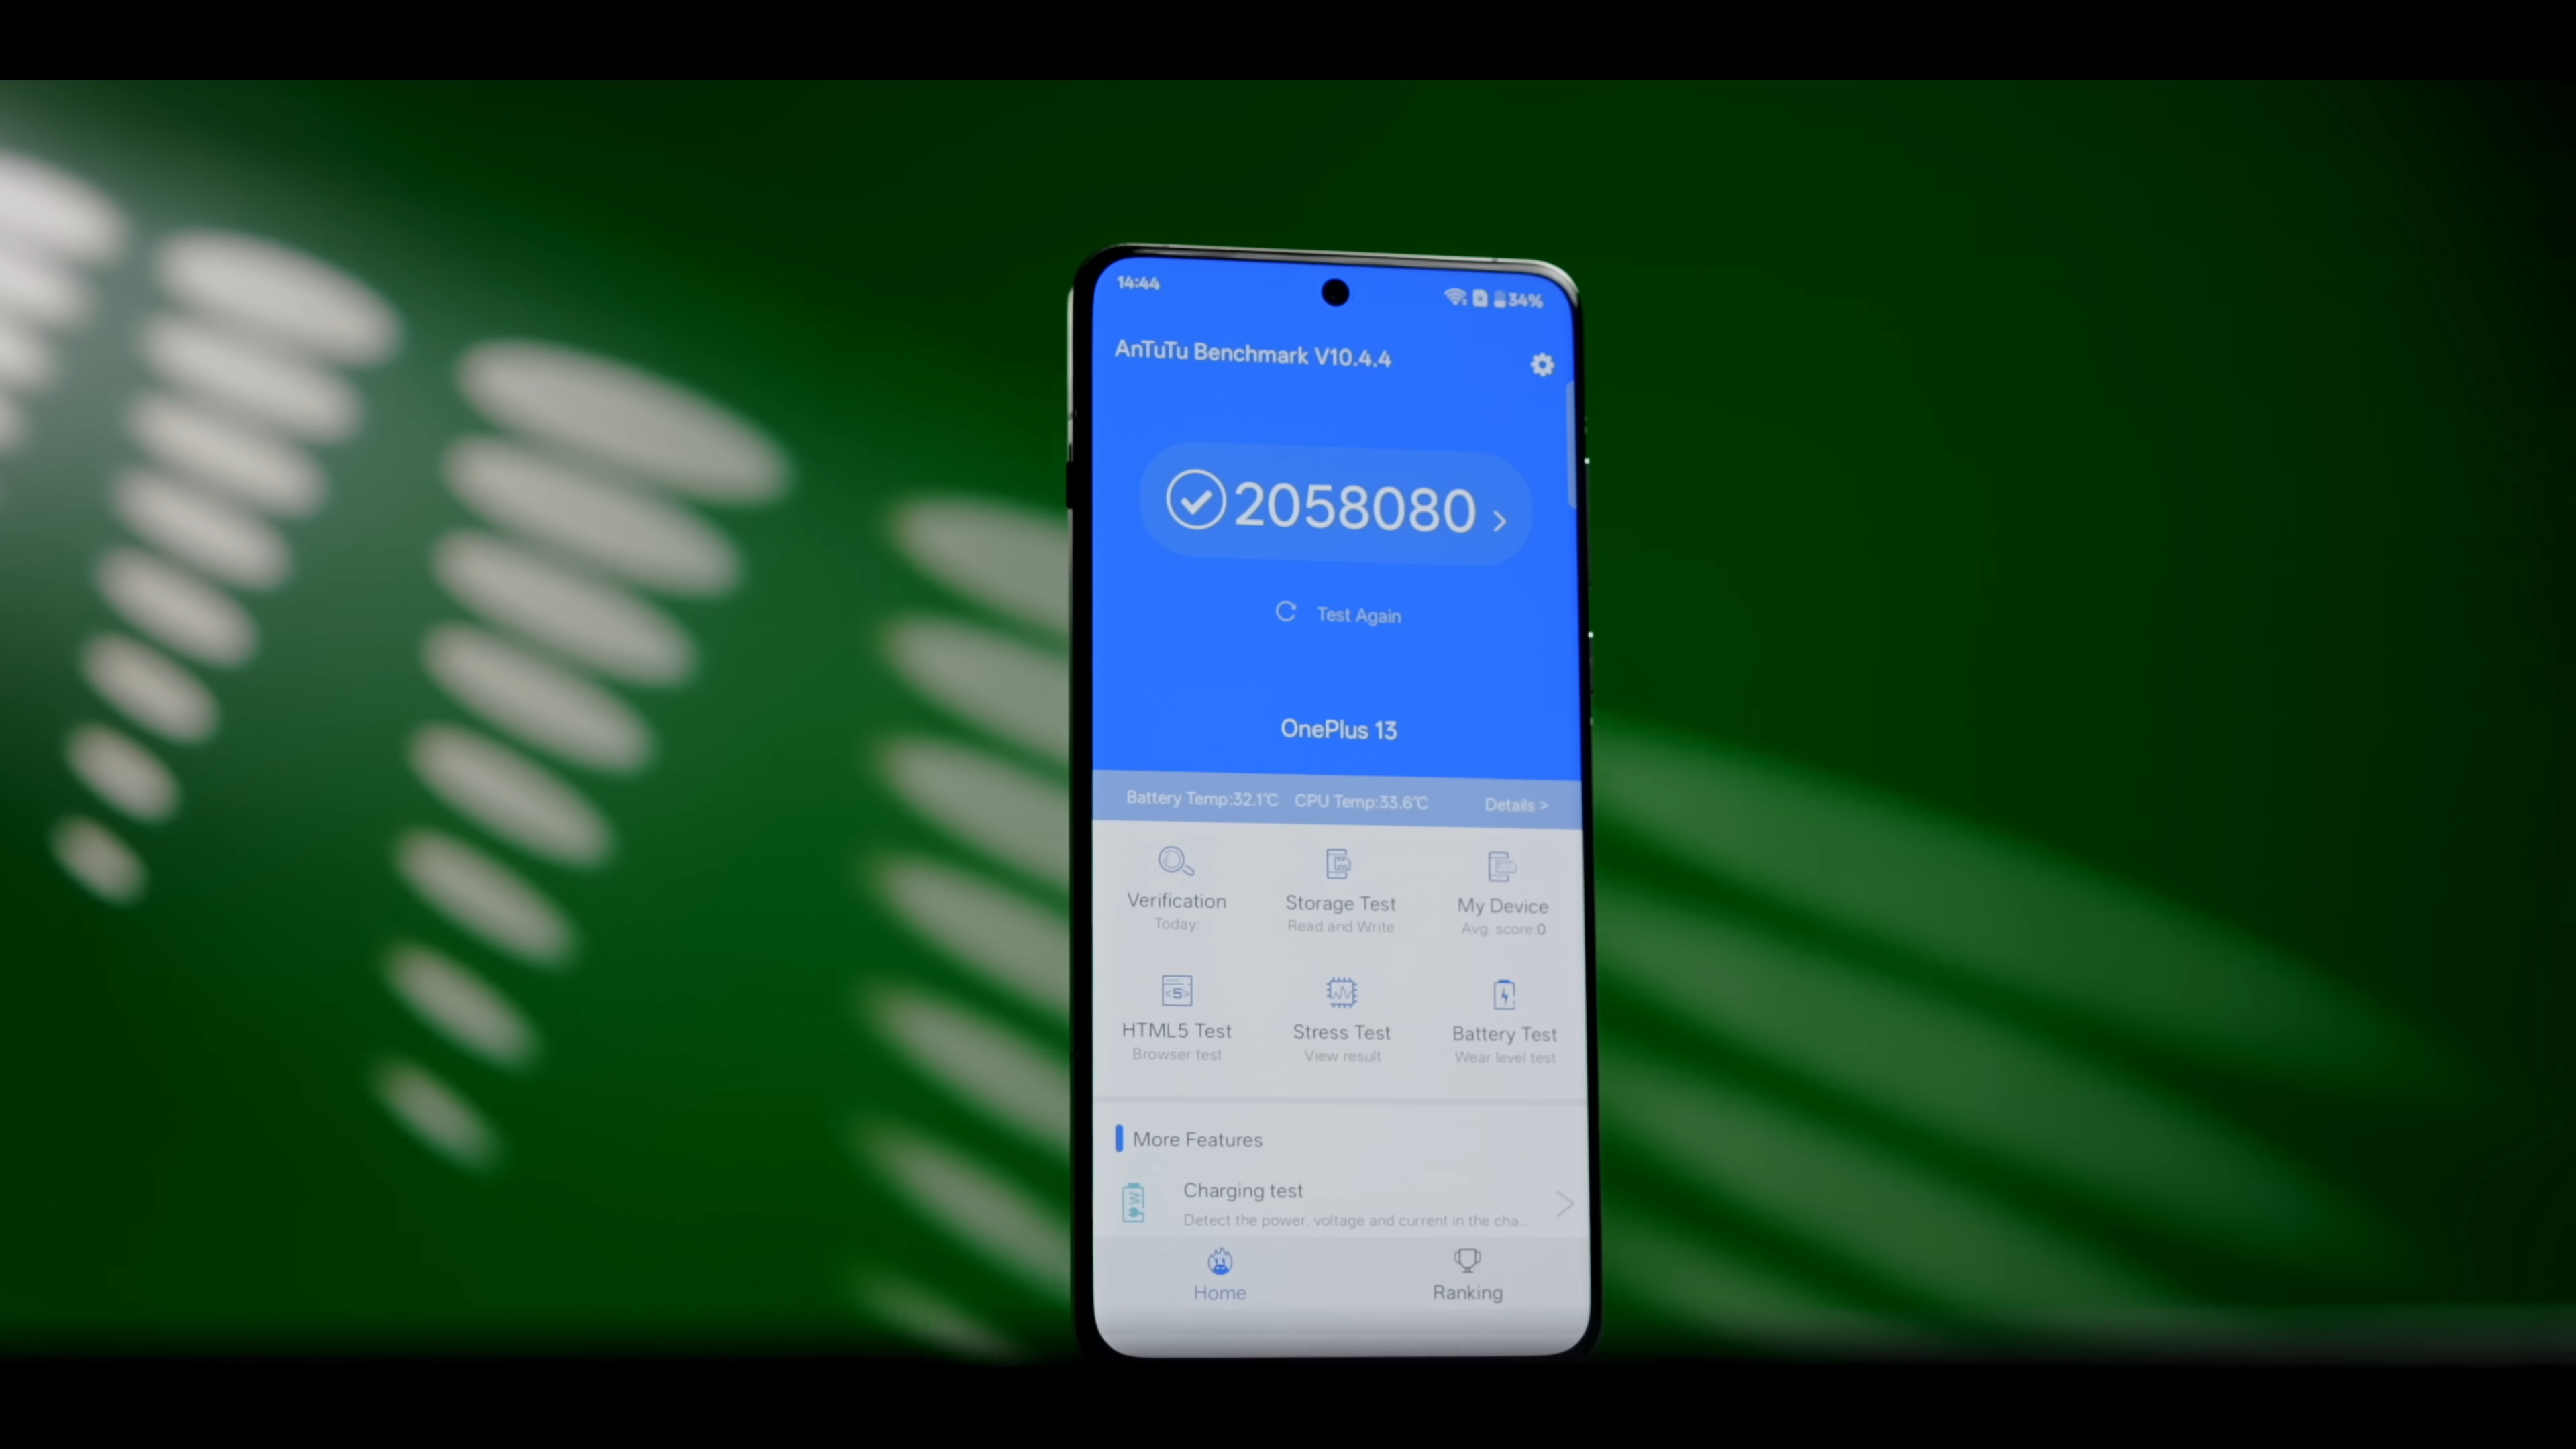 14:44
34%
AnTuTu Benchmark V10.4.4
2058080 >
Test Again
OnePlus 13
Battery Temp:32.1℃ CPU Temp:33.6℃ Details >
Verification Storage Test My Device
Today: Read and Write Avg. score:0
HTML5 Test Stress Test Battery Test
Browser test View result Wear level test
More Features
Charging test
Detect the power, voltage and current in the cha...
Home Ranking